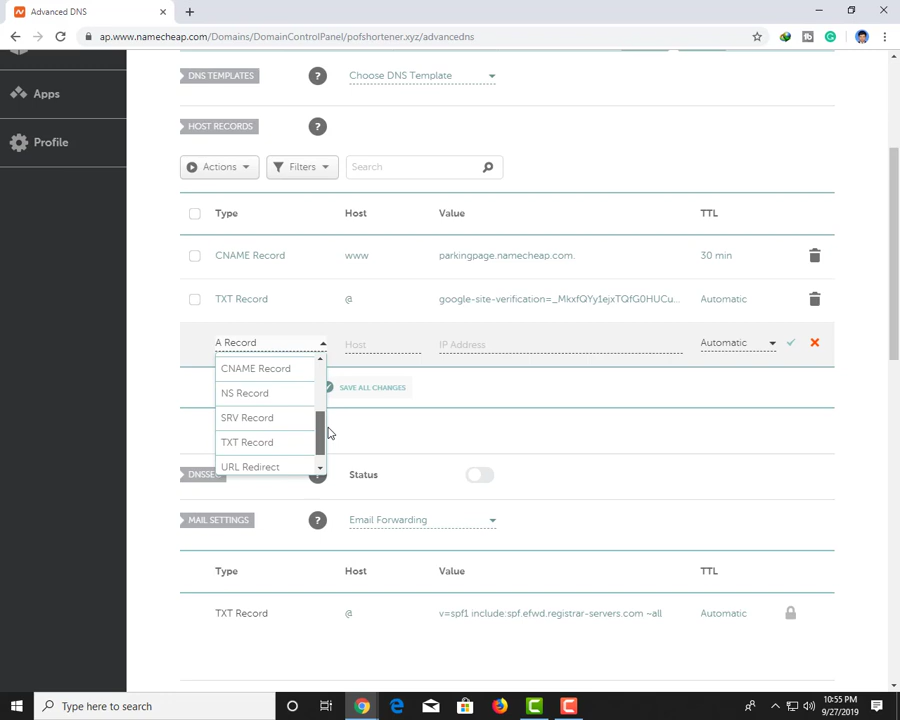 Advanced DNS
ap.www.namecheap.com/Domains/DomainControlPanel/pofshortener.xyz/advancedns
Apps
Profile
DNS TEMPLATES
? Choose DNS Template
HOST RECORDS
?
Actions
Filters
Search
Type Host Value TTL
CNAME Record www parkingpage.namecheap.com. 30 min
TXT Record @ google-site-verification=_MkxfQYy1ejxTQfG0HUCu... Automatic
A Record Host IP Address Automatic
CNAME Record
NS Record
SRV Record
TXT Record
URL Redirect
SAVE ALL CHANGES
DNSSEC
Status
MAIL SETTINGS
? Email Forwarding
Type Host Value TTL
TXT Record @ v=spf1 include:spf.efwd.registrar-servers.com ~all Automatic
Type here to search
10:55 PM
9/27/2019